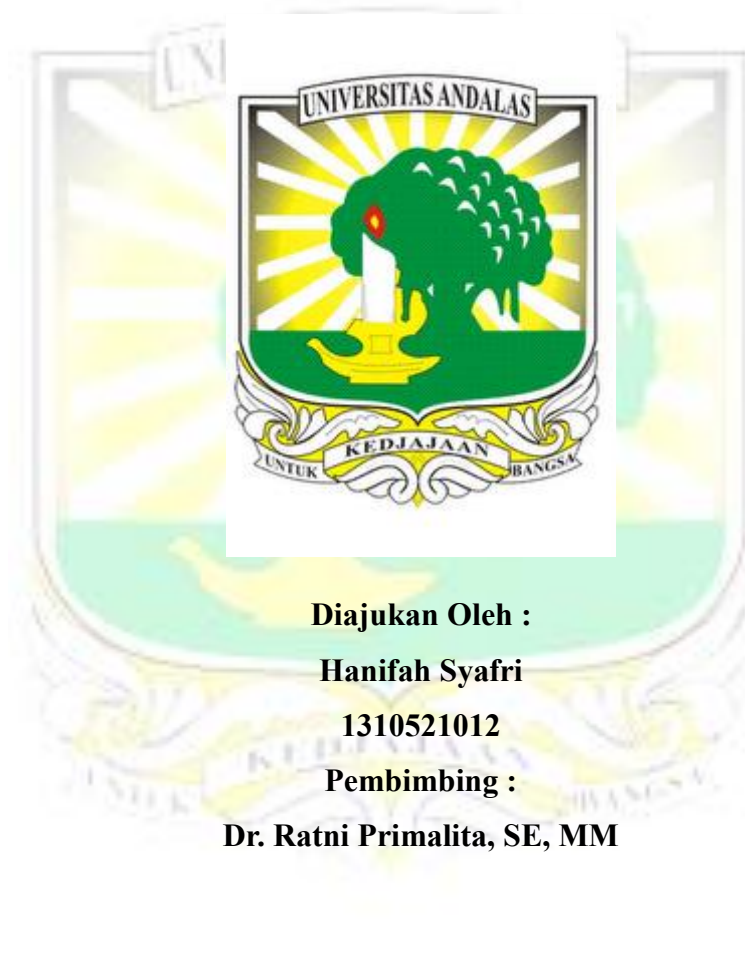 UNIVERSITAS ANDALAS
KEDJAJAAN
UNTUK BANGSA
Diajukan Oleh :
Hanifah Syafri
1310521012
Pembimbing :
Dr. Ratni Primalita, SE, MM